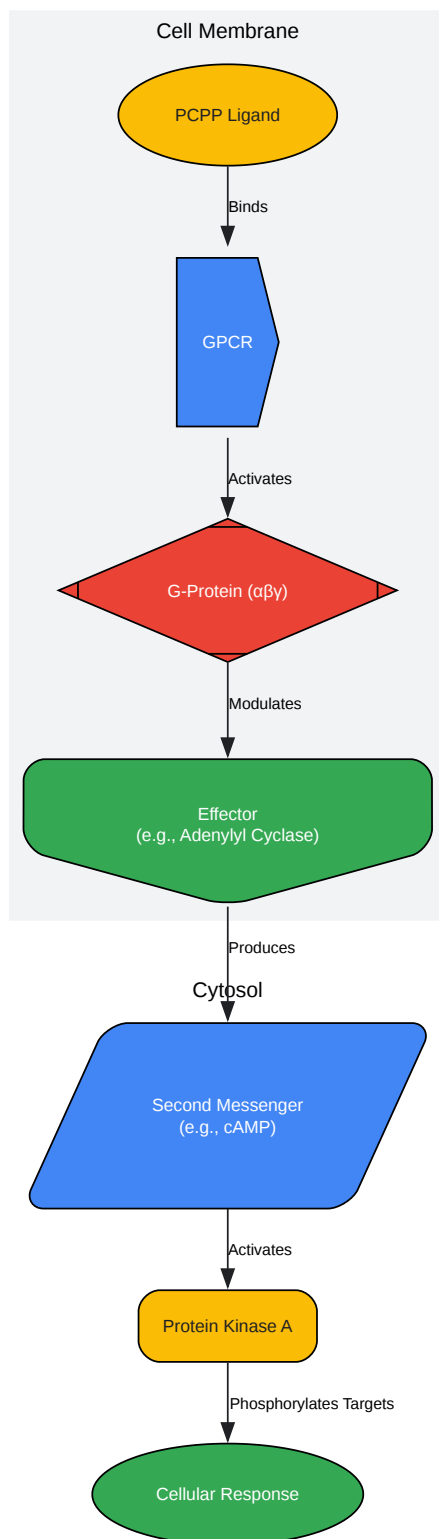 Cell Membrane
PCPP Ligand
Binds
GPCR
Activates
G-Protein (αβγ)
Modulates
Effector
(e.g., Adenylyl Cyclase)
Produces
Cytosol
Second Messenger
(e.g., cAMP)
Activates
Protein Kinase A
Phosphorylates Targets
Cellular Response